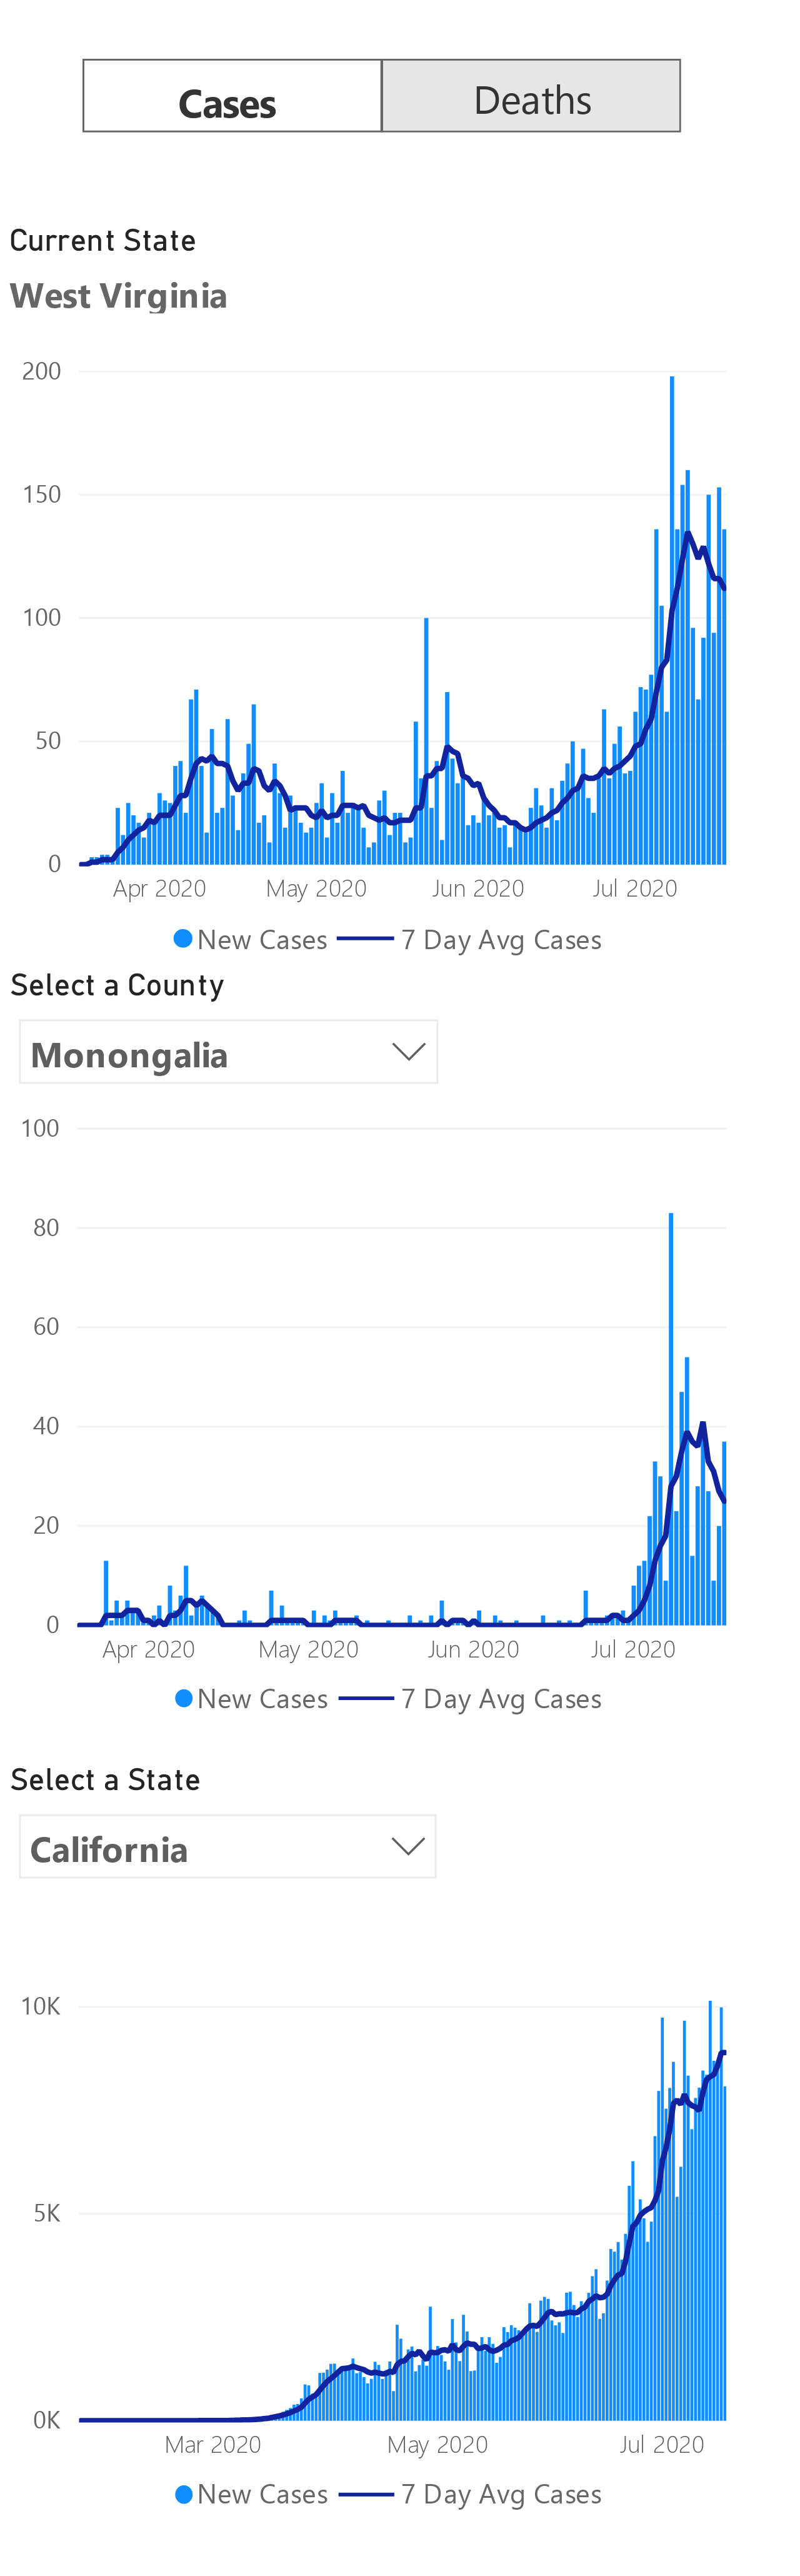 Cases Deaths
Current State
West Virginia
200
150
100
50
0
Apr 2020 May 2020 Jun 2020 Jul 2020
New Cases 7 Day Avg Cases
Select a County
Monongalia
100
80
60
40
20
0
Apr 2020 May 2020 Jun 2020 Jul 2020
New Cases 7 Day Avg Cases
Select a State
California
10K
5K
0K
Mar 2020 May 2020 Jul 2020
New Cases 7 Day Avg Cases